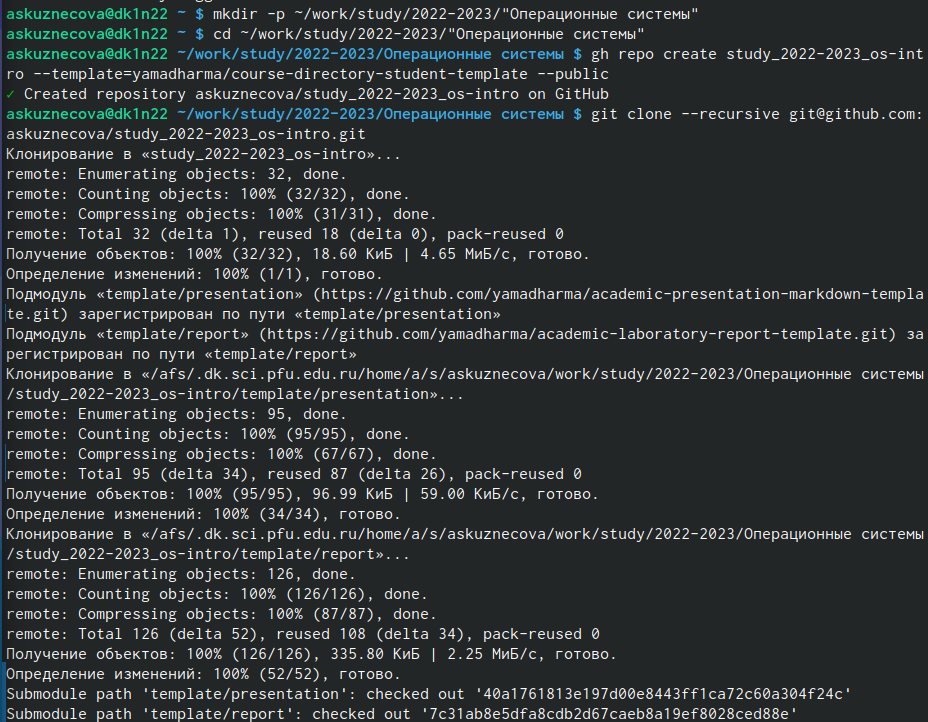 askuznecova@dk1n22 ~ $ mkdir -p ~/work/study/2022-2023/"Операционные системы"
askuznecova@dk1n22 ~ $ cd ~/work/study/2022-2023/"Операционные системы"
askuznecova@dk1n22 ~/work/study/2022-2023/Операционные системы $ gh repo create study_2022-2023_os-int
ro --template=yamadharma/course-directory-student-template --public
✓ Created repository askuznecova/study_2022-2023_os-intro on GitHub
askuznecova@dk1n22 ~/work/study/2022-2023/Операционные системы $ git clone --recursive git@github.com:
askuznecova/study_2022-2023_os-intro.git
Клонирование в «study_2022-2023_os-intro»...
remote: Enumerating objects: 32, done.
remote: Counting objects: 100% (32/32), done.
remote: Compressing objects: 100% (31/31), done.
remote: Total 32 (delta 1), reused 18 (delta 0), pack-reused 0
Получение объектов: 100% (32/32), 18.60 КиБ | 4.65 МиБ/с, готово.
Определение изменений: 100% (1/1), готово.
Подмодуль «template/presentation» (https://github.com/yamadharma/academic-presentation-markdown-templa
te.git) зарегистрирован по пути «template/presentation»
Подмодуль «template/report» (https://github.com/yamadharma/academic-laboratory-report-template.git) за
регистрирован по пути «template/report»
Клонирование в «/afs/.dk.sci.pfu.edu.ru/home/a/s/askuznecova/work/study/2022-2023/Операционные системы
/study_2022-2023_os-intro/template/presentation»...
remote: Enumerating objects: 95, done.
remote: Counting objects: 100% (95/95), done.
remote: Compressing objects: 100% (67/67), done.
remote: Total 95 (delta 34), reused 87 (delta 26), pack-reused 0
Получение объектов: 100% (95/95), 96.99 КиБ | 59.00 КиБ/с, готово.
Определение изменений: 100% (34/34), готово.
Клонирование в «/afs/.dk.sci.pfu.edu.ru/home/a/s/askuznecova/work/study/2022-2023/Операционные системы
/study_2022-2023_os-intro/template/report»...
remote: Enumerating objects: 126, done.
remote: Counting objects: 100% (126/126), done.
remote: Compressing objects: 100% (87/87), done.
remote: Total 126 (delta 52), reused 108 (delta 34), pack-reused 0
Получение объектов: 100% (126/126), 335.80 КиБ | 2.25 МиБ/с, готово.
Определение изменений: 100% (52/52), готово.
Submodule path 'template/presentation': checked out '40a1761813e197d00e8443ff1ca72c60a304f24c'
Submodule path 'template/report': checked out '7c31ab8e5dfa8cdb2d67caeb8a19ef8028ced88e'